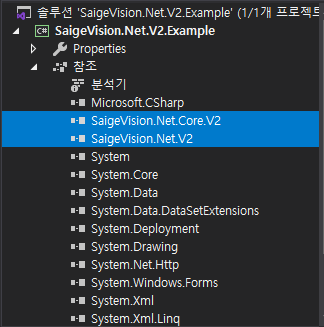 솔루션 'SaigeVision.Net.V2.Example' (1/1개 프로젝트
C# SaigeVision.Net.V2.Example
Properties
참조
분석기
Microsoft.CSharp
SaigeVision.Net.Core.V2
SaigeVision.Net.V2
System
System.Core
System.Data
System.Data.DataSetExtensions
System.Deployment
System.Drawing
System.Net.Http
System.Windows.Forms
System.Xml
System.Xml.Linq